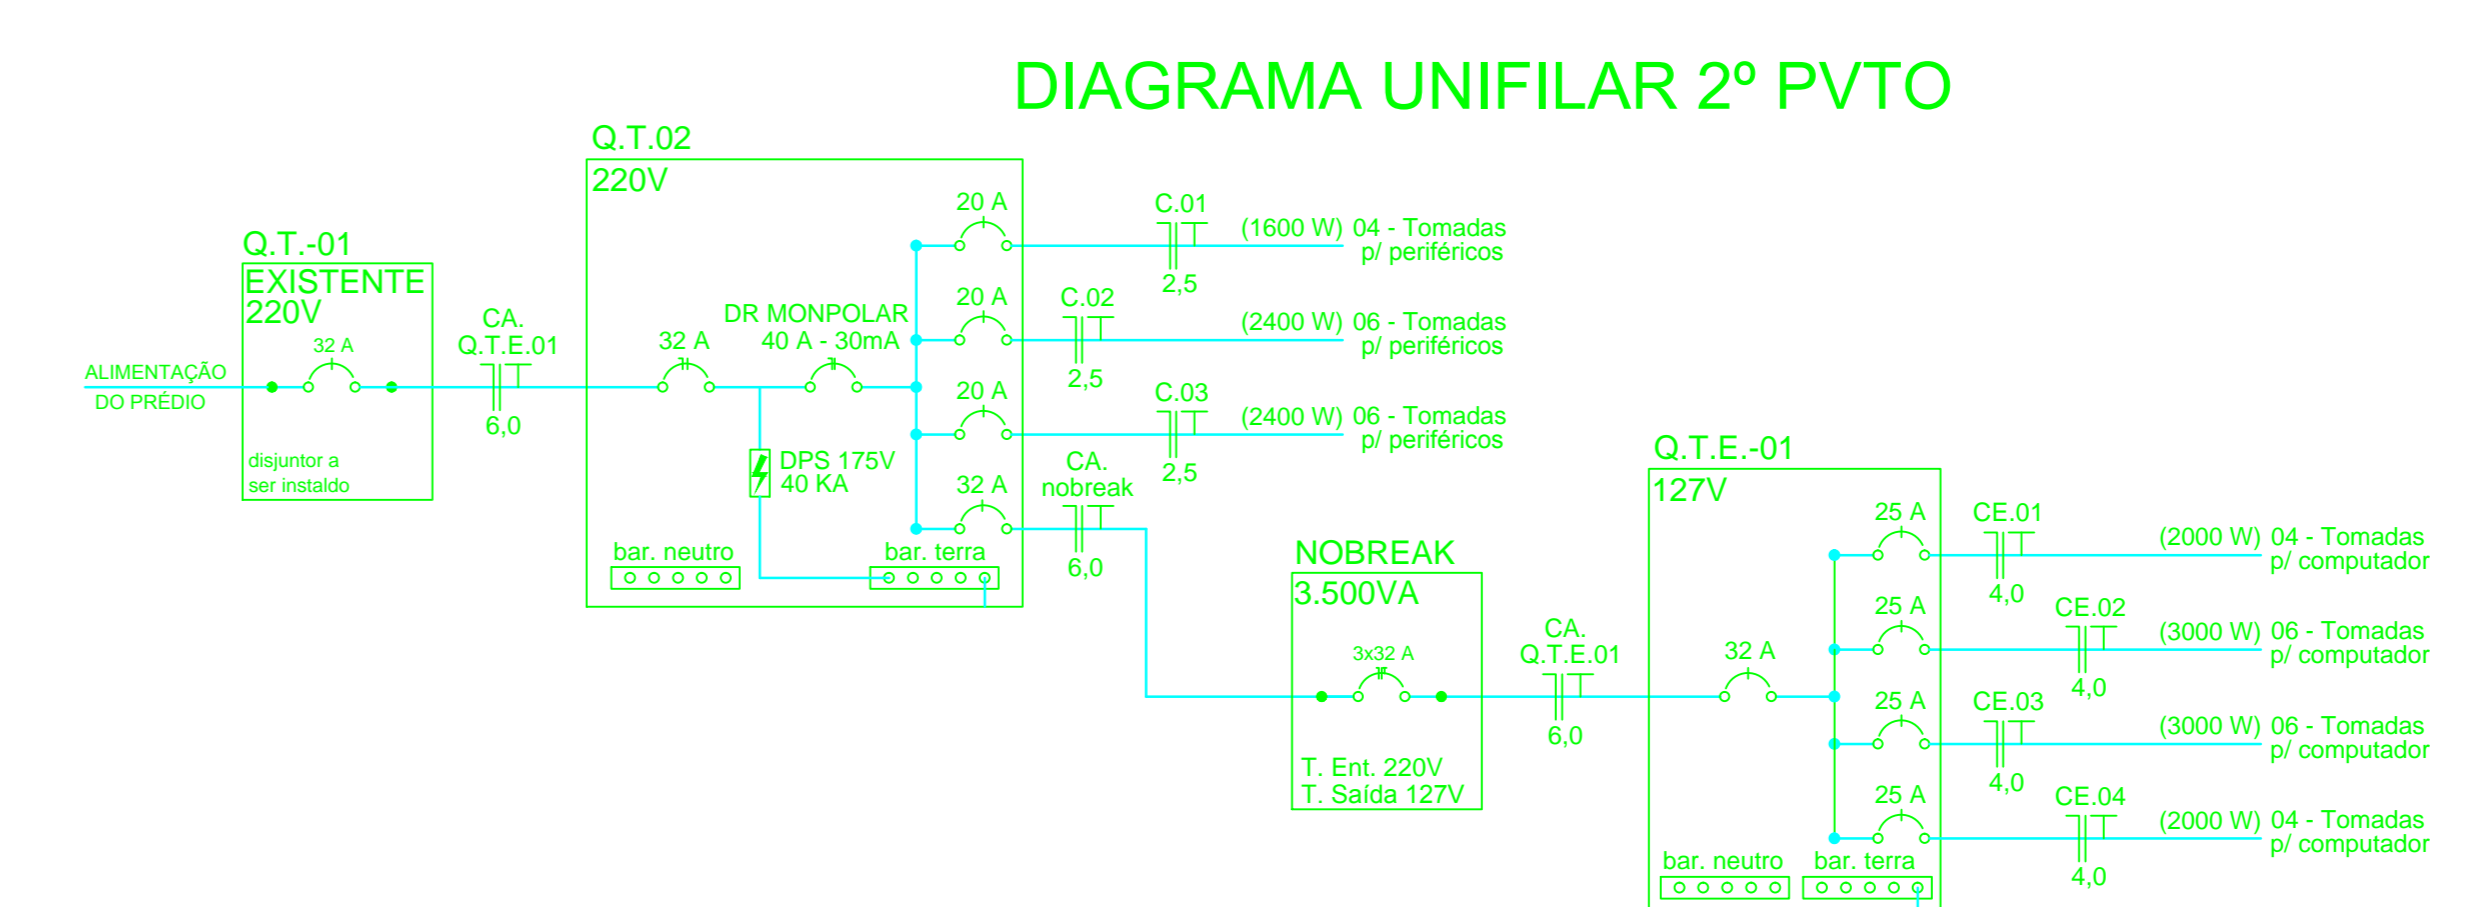 DIAGRAMA UNIFILAR 2º PVTO
Q.T.-01
EXISTENTE
220V
32 A
disjuntor a
ser instaldo
ALIMENTAÇÃO
DO PRÉDIO
CA.
Q.T.E.01
6,0
Q.T.02
220V
32 A
DR MONPOLAR
40 A - 30mA
DPS 175V
40 KA
bar. neutro
bar. terra
20 A
C.01
2,5
(1600 W) 04 - Tomadas
p/ periféricos
20 A
C.02
2,5
(2400 W) 06 - Tomadas
p/ periféricos
20 A
C.03
2,5
(2400 W) 06 - Tomadas
p/ periféricos
32 A
CA.
nobreak
6,0
NOBREAK
3.500VA
3x32 A
T. Ent. 220V
T. Saída 127V
CA.
Q.T.E.01
6,0
Q.T.E.-01
127V
32 A
25 A
CE.01
4,0
(2000 W) 04 - Tomadas
p/ computador
25 A
CE.02
4,0
(3000 W) 06 - Tomadas
p/ computador
25 A
CE.03
4,0
(3000 W) 06 - Tomadas
p/ computador
25 A
CE.04
4,0
(2000 W) 04 - Tomadas
p/ computador
bar. neutro
bar. terra